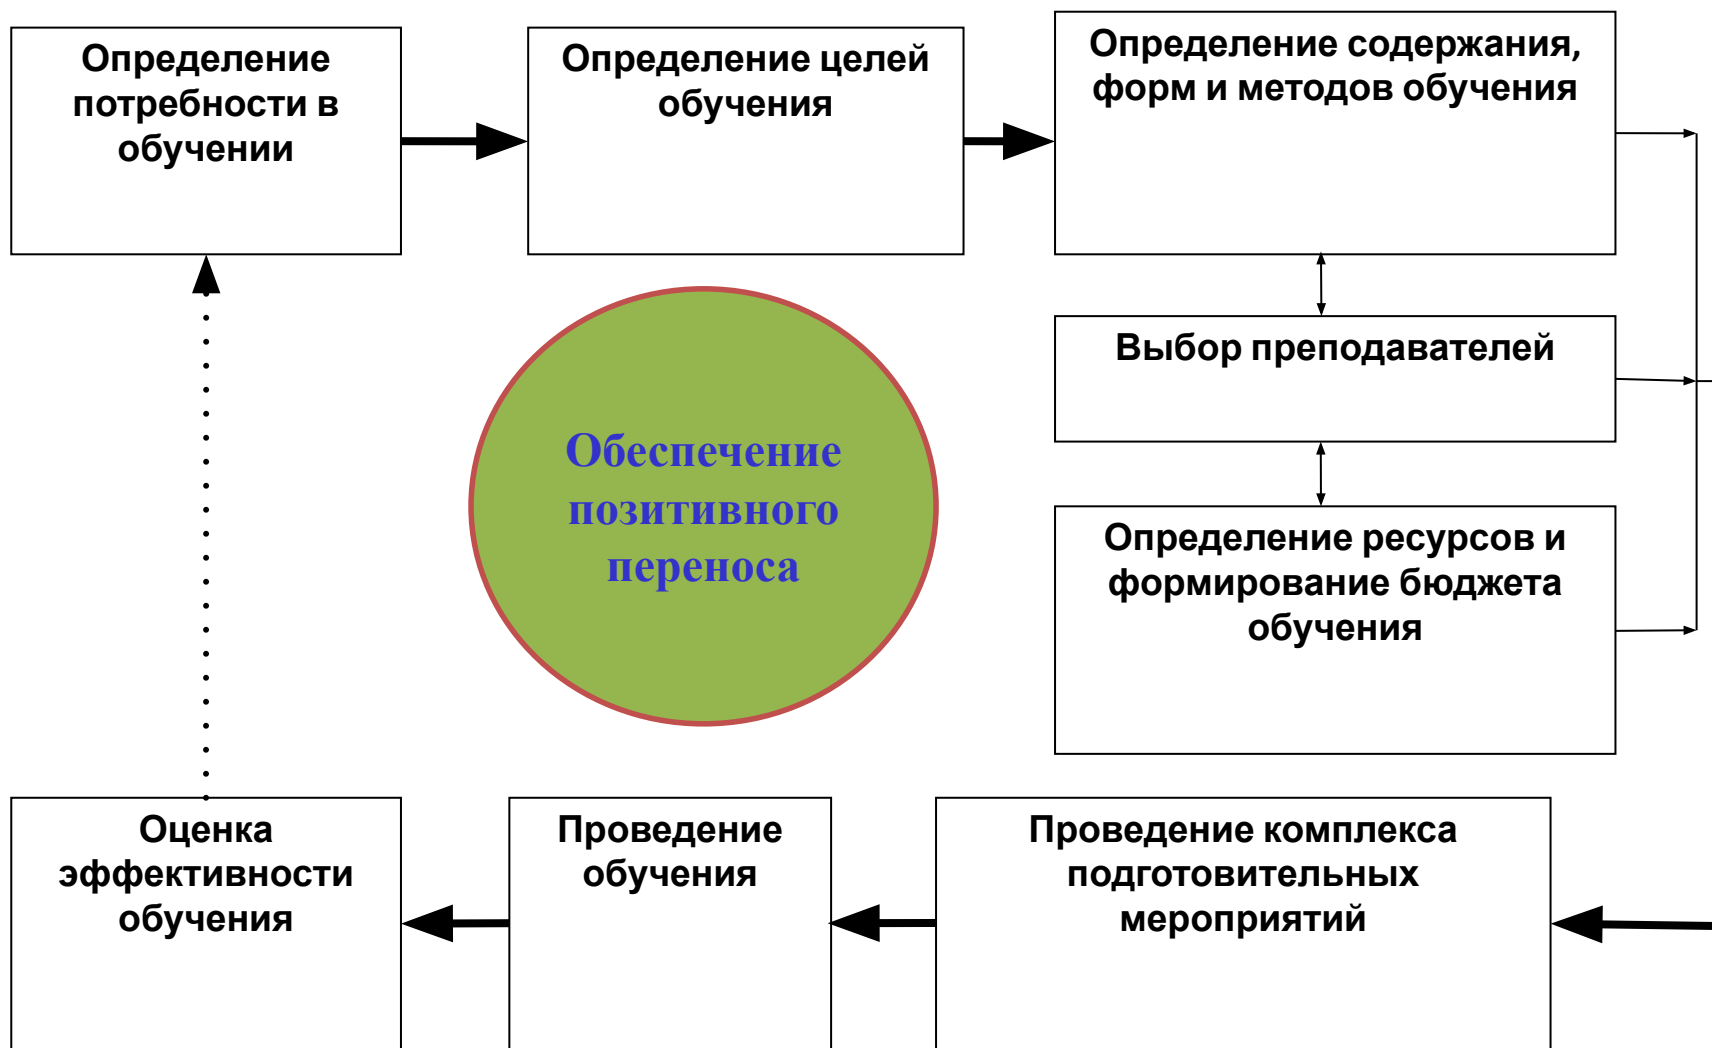 Определение
потребности в
обучении
Определение целей
обучения
Определение содержания,
форм и методов обучения
Выбор преподавателей
Обеспечение
позитивного
переноса
Определение ресурсов и
формирование бюджета
обучения
Оценка
эффективности
обучения
Проведение
обучения
Проведение комплекса
подготовительных
мероприятий